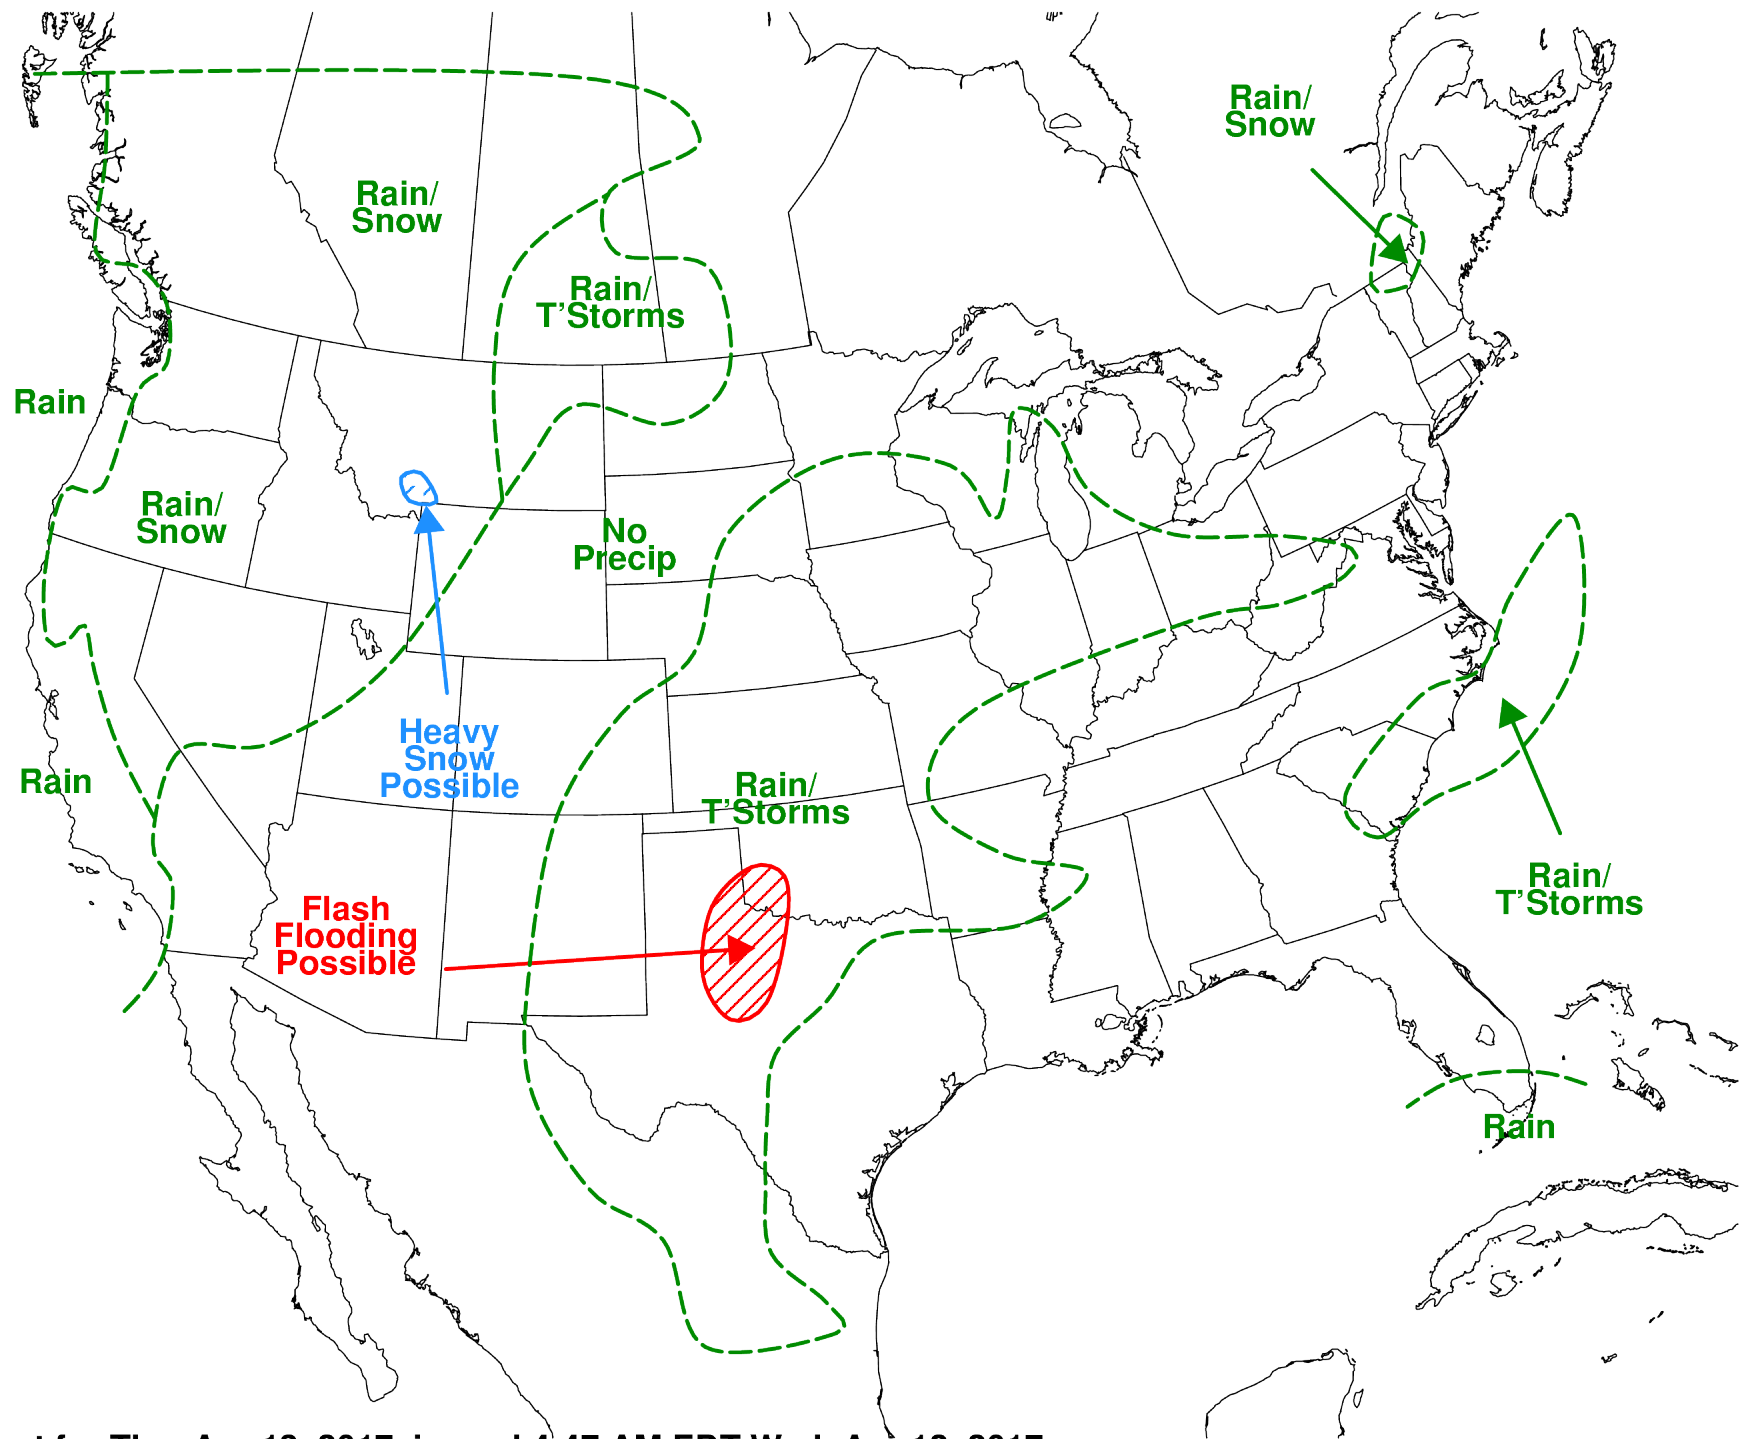 Rain/
Snow
Rain/
Snow
Rain/
T'Storms
Rain
Rain/
Snow
No
Precip
Heavy
Snow
Possible
Rain
Rain/
T'Storms
Flash
Flooding
Possible
Rain/
T'Storms
Rain